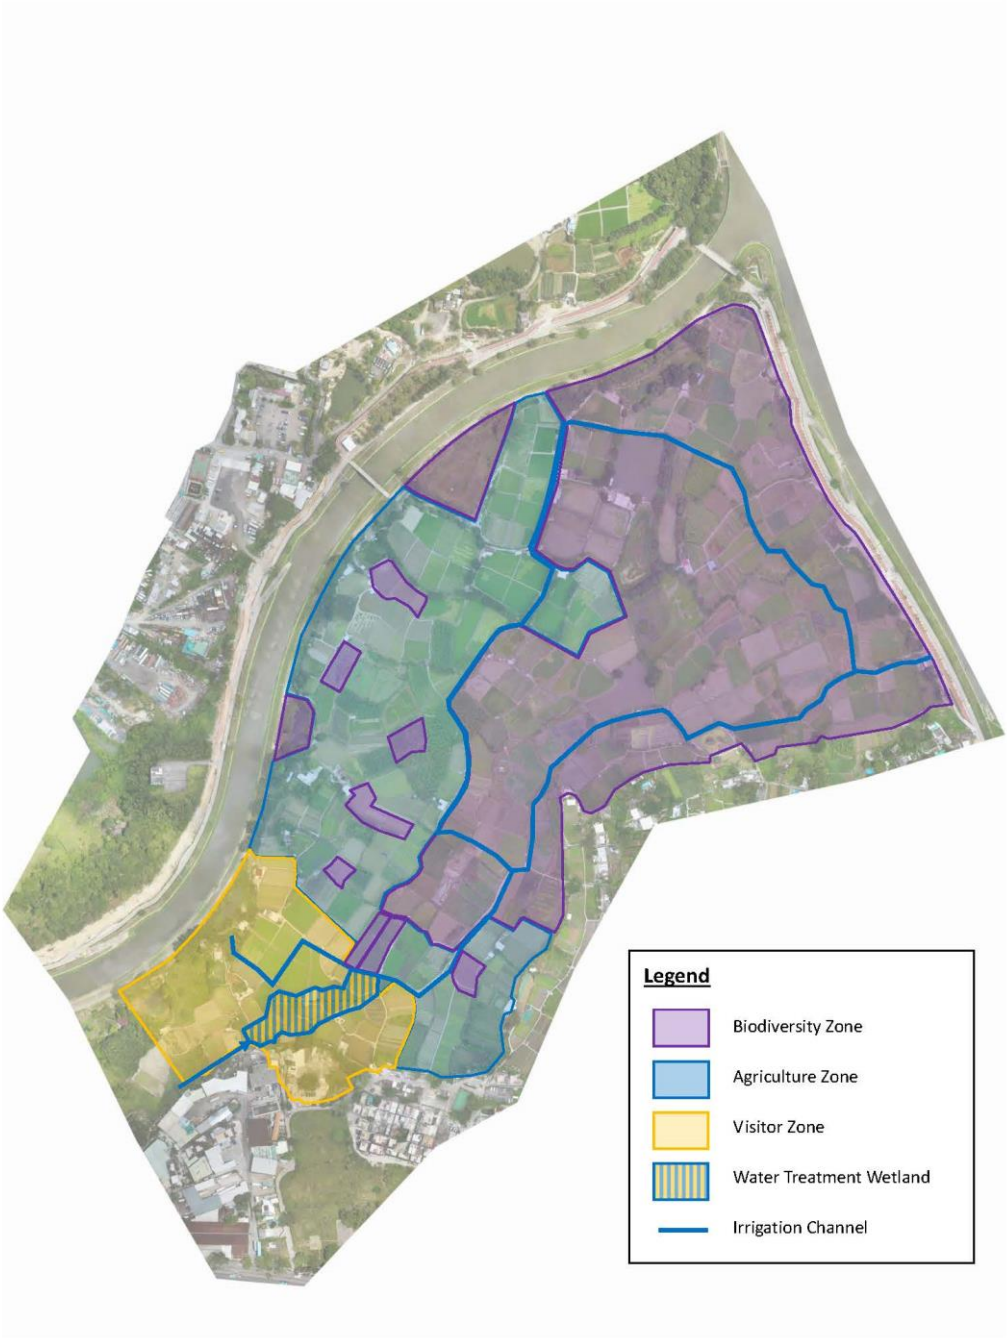 Legend
Biodiversity Zone
Agriculture Zone
Visitor Zone
Water Treatment Wetland
Irrigation Channel